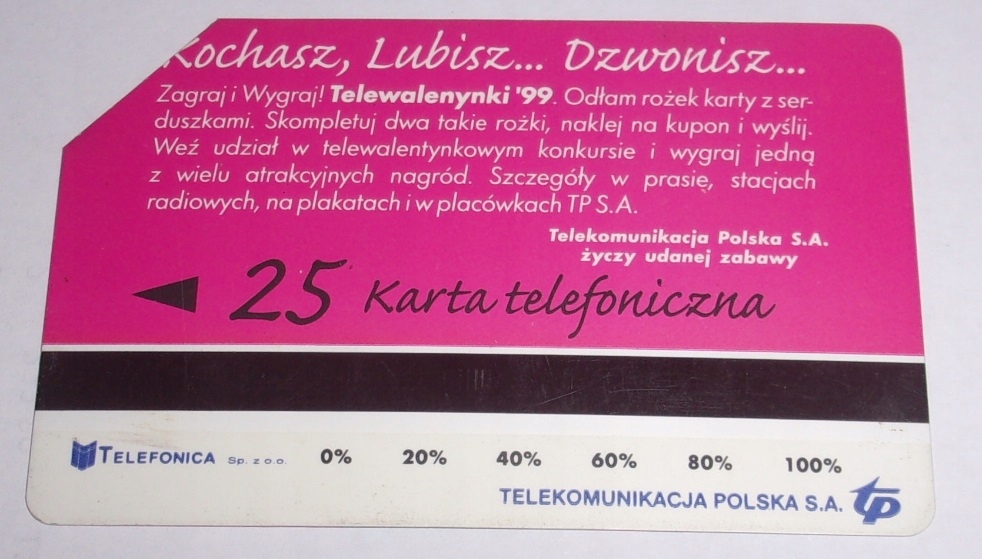 Kochasz, Lubisz... Dzwonisz...
Zagraj i Wygraj! Telewalenynki '99. Odłam rożek karty z ser-
duszkami. Skompletuj dwa takie rożki, naklej na kupon i wyślij.
Weź udział w telewalentynkowym konkursie i wygraj jedną
z wielu atrakcyjnych nagród. Szczegóły w prasie, stacjach
radiowych, na plakatach i w placówkach TP S.A.
Telekomunikacja Polska S.A.
życzy udanej zabawy
25 Karta telefoniczna
TELEFONICA Sp. z o.o. 0% 20% 40% 60% 80% 100%
TELEKOMUNIKACJA POLSKA S.A. tp